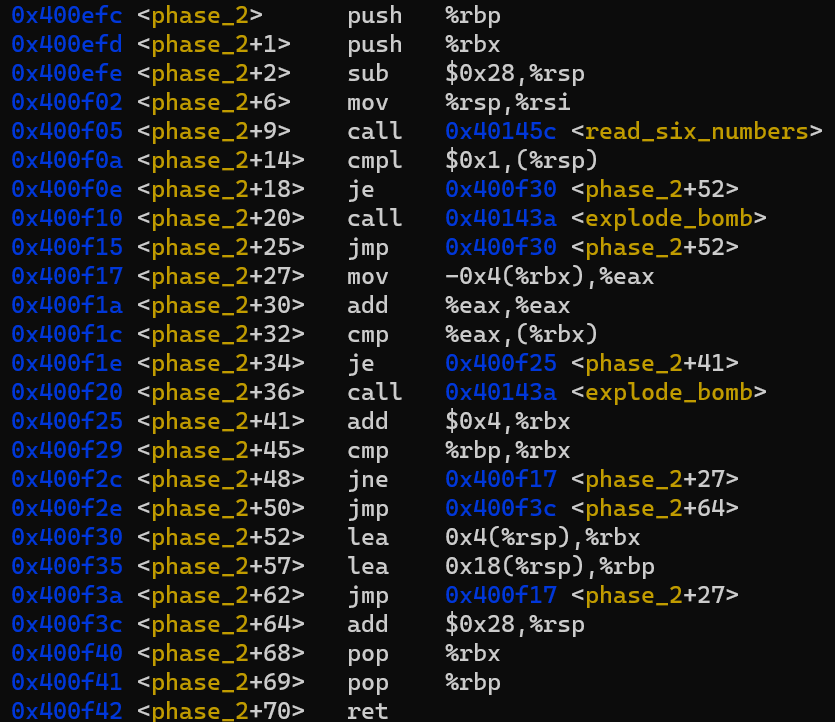 0x400efc <phase_2>      push   %rbp
0x400efd <phase_2+1>    push   %rbx
0x400efe <phase_2+2>    sub    $0x28,%rsp
0x400f02 <phase_2+6>    mov    %rsp,%rsi
0x400f05 <phase_2+9>    call   0x40145c <read_six_numbers>
0x400f0a <phase_2+14>   cmpl   $0x1,(%rsp)
0x400f0e <phase_2+18>   je     0x400f30 <phase_2+52>
0x400f10 <phase_2+20>   call   0x40143a <explode_bomb>
0x400f15 <phase_2+25>   jmp    0x400f30 <phase_2+52>
0x400f17 <phase_2+27>   mov    -0x4(%rbx),%eax
0x400f1a <phase_2+30>   add    %eax,%eax
0x400f1c <phase_2+32>   cmp    %eax,(%rbx)
0x400f1e <phase_2+34>   je     0x400f25 <phase_2+41>
0x400f20 <phase_2+36>   call   0x40143a <explode_bomb>
0x400f25 <phase_2+41>   add    $0x4,%rbx
0x400f29 <phase_2+45>   cmp    %rbp,%rbx
0x400f2c <phase_2+48>   jne    0x400f17 <phase_2+27>
0x400f2e <phase_2+50>   jmp    0x400f3c <phase_2+64>
0x400f30 <phase_2+52>   lea    0x4(%rsp),%rbx
0x400f35 <phase_2+57>   lea    0x18(%rsp),%rbp
0x400f3a <phase_2+62>   jmp    0x400f17 <phase_2+27>
0x400f3c <phase_2+64>   add    $0x28,%rsp
0x400f40 <phase_2+68>   pop    %rbx
0x400f41 <phase_2+69>   pop    %rbp
0x400f42 <phase_2+70>   ret